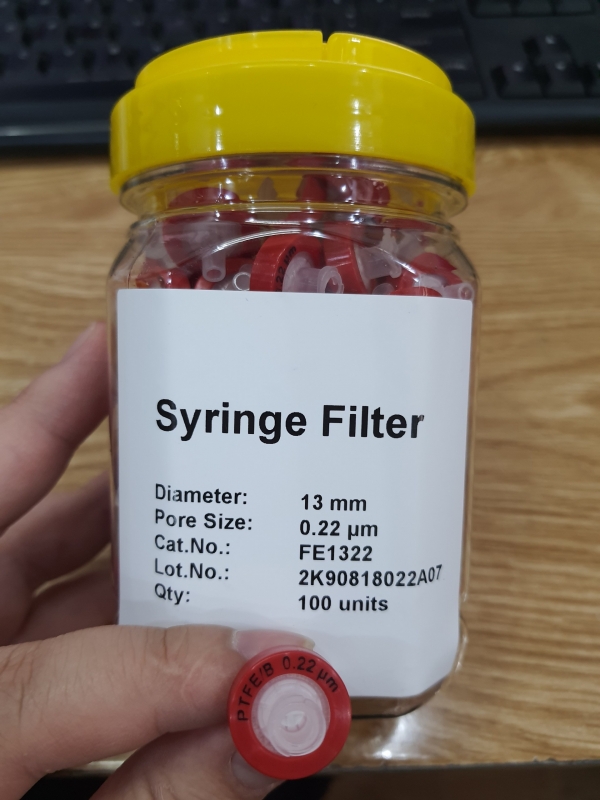 Syringe Filter
Diameter: 13 mm
Pore Size: 0.22 μm
Cat.No.: FE1322
Lot.No.: 2K90818022A07
Qty: 100 units
PTFE/B 0.22 μm